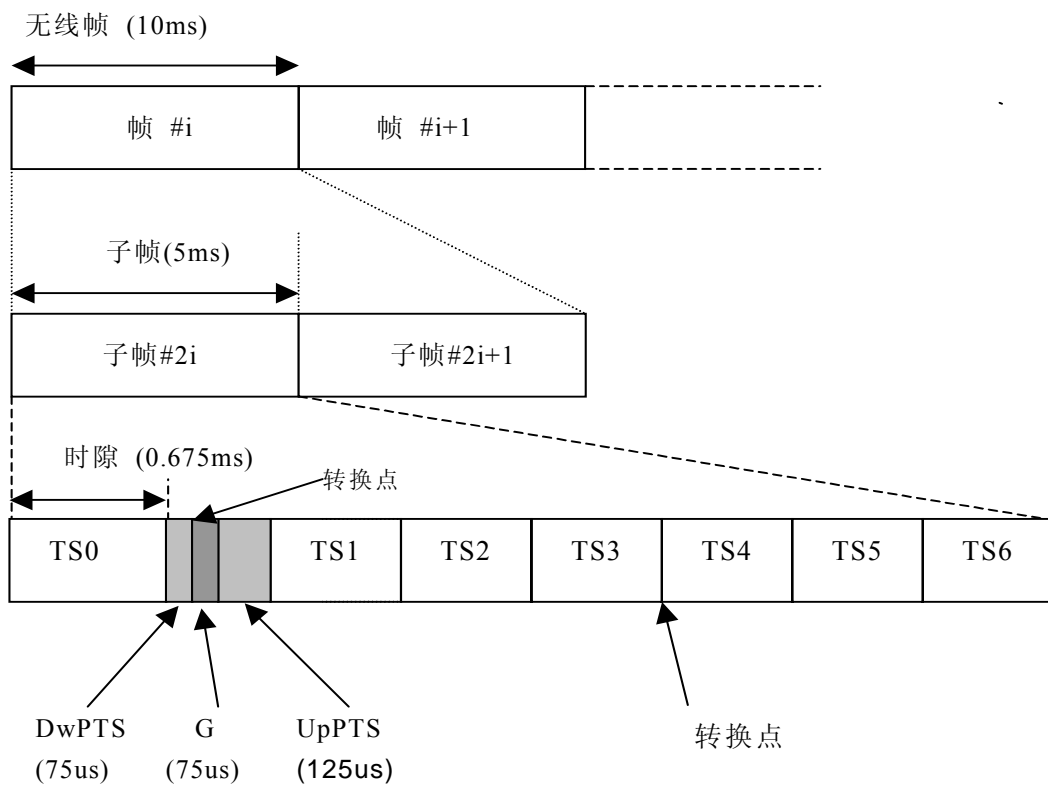 无线帧 (10ms)
帧 #i
帧 #i+1
子帧(5ms)
子帧#2i
子帧#2i+1
时隙 (0.675ms)
转换点
TS0
TS1
TS2
TS3
TS4
TS5
TS6
DwPTS
(75us)
G
(75us)
UpPTS
(125us)
转换点